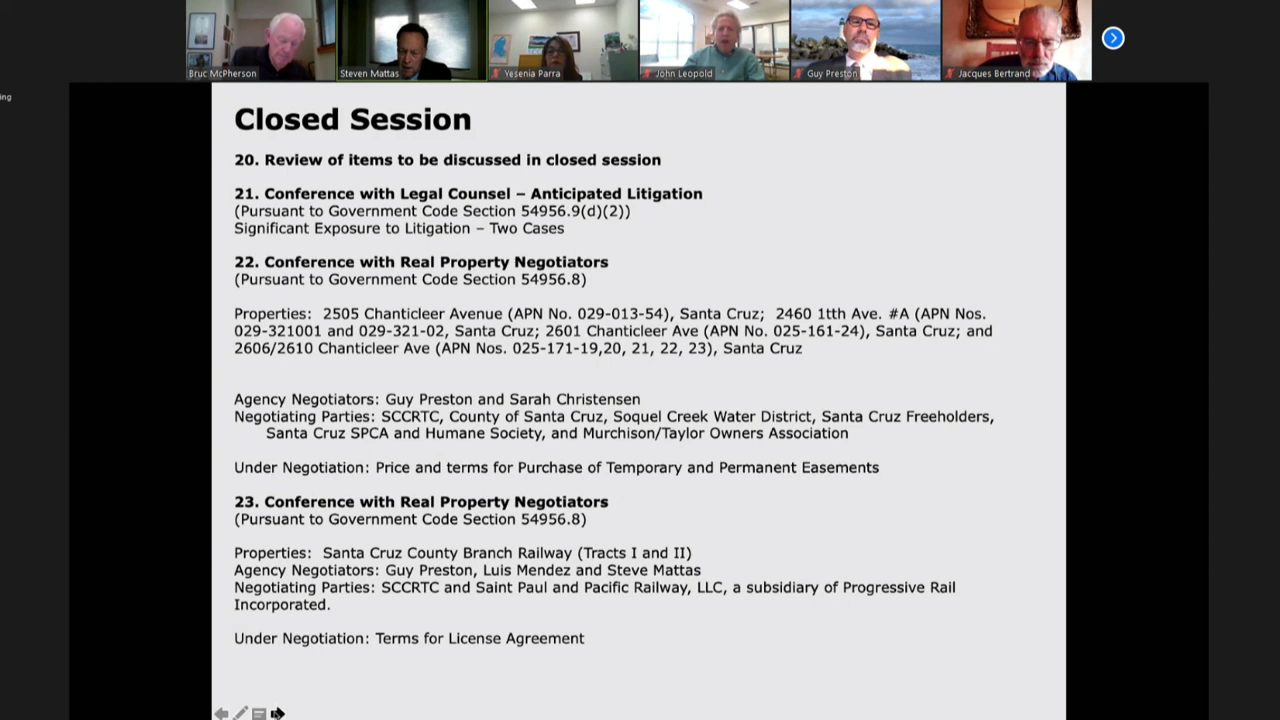 Bruc McPherson
Steven Mattas
Yesenia Parra
John Leopold
Guy Preston
Jacques Bertrand
ing
Closed Session
20. Review of items to be discussed in closed session
21. Conference with Legal Counsel – Anticipated Litigation
(Pursuant to Government Code Section 54956.9(d)(2))
Significant Exposure to Litigation – Two Cases
22. Conference with Real Property Negotiators
(Pursuant to Government Code Section 54956.8)
Properties: 2505 Chanticleer Avenue (APN No. 029-013-54), Santa Cruz; 2460 1tth Ave. #A (APN Nos.
029-321001 and 029-321-02, Santa Cruz; 2601 Chanticleer Ave (APN No. 025-161-24), Santa Cruz; and
2606/2610 Chanticleer Ave (APN Nos. 025-171-19,20, 21, 22, 23), Santa Cruz
Agency Negotiators: Guy Preston and Sarah Christensen
Negotiating Parties: SCCRTC, County of Santa Cruz, Soquel Creek Water District, Santa Cruz Freeholders,
Santa Cruz SPCA and Humane Society, and Murchison/Taylor Owners Association
Under Negotiation: Price and terms for Purchase of Temporary and Permanent Easements
23. Conference with Real Property Negotiators
(Pursuant to Government Code Section 54956.8)
Properties: Santa Cruz County Branch Railway (Tracts I and II)
Agency Negotiators: Guy Preston, Luis Mendez and Steve Mattas
Negotiating Parties: SCCRTC and Saint Paul and Pacific Railway, LLC, a subsidiary of Progressive Rail
Incorporated.
Under Negotiation: Terms for License Agreement